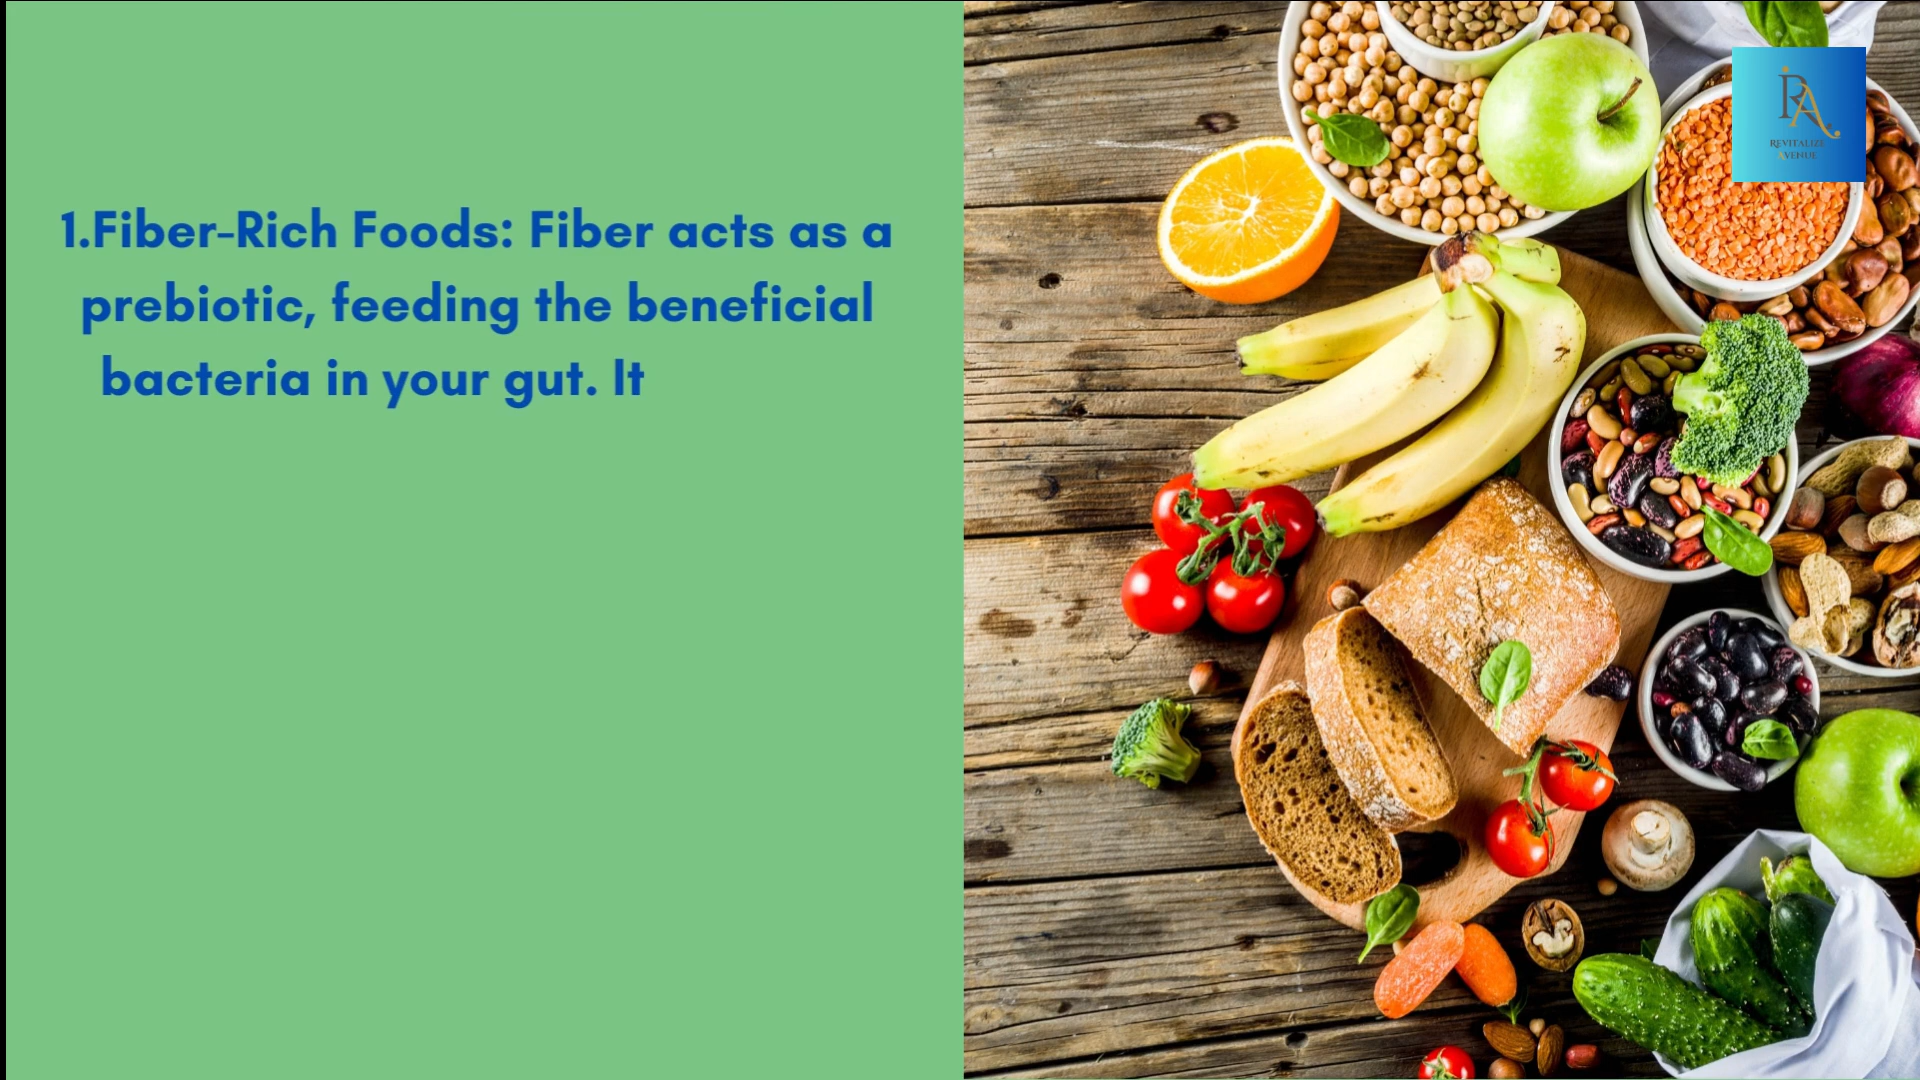 1.Fiber-Rich Foods: Fiber acts as a
prebiotic, feeding the beneficial
bacteria in your gut. It
RA
REVITALIZE
AVENUE